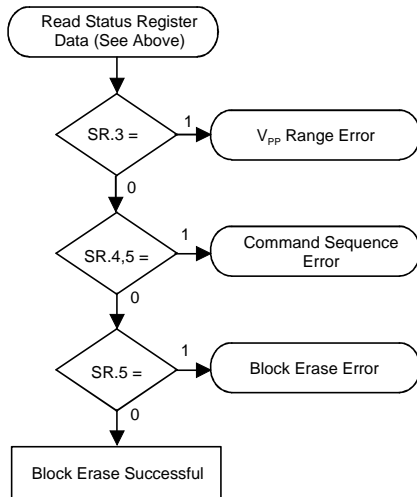 Read Status Register
Data (See Above)
SR.3 =
1
VPP Range Error
0
SR.4,5 =
1
Command Sequence
Error
0
SR.5 =
1
Block Erase Error
0
Block Erase Successful